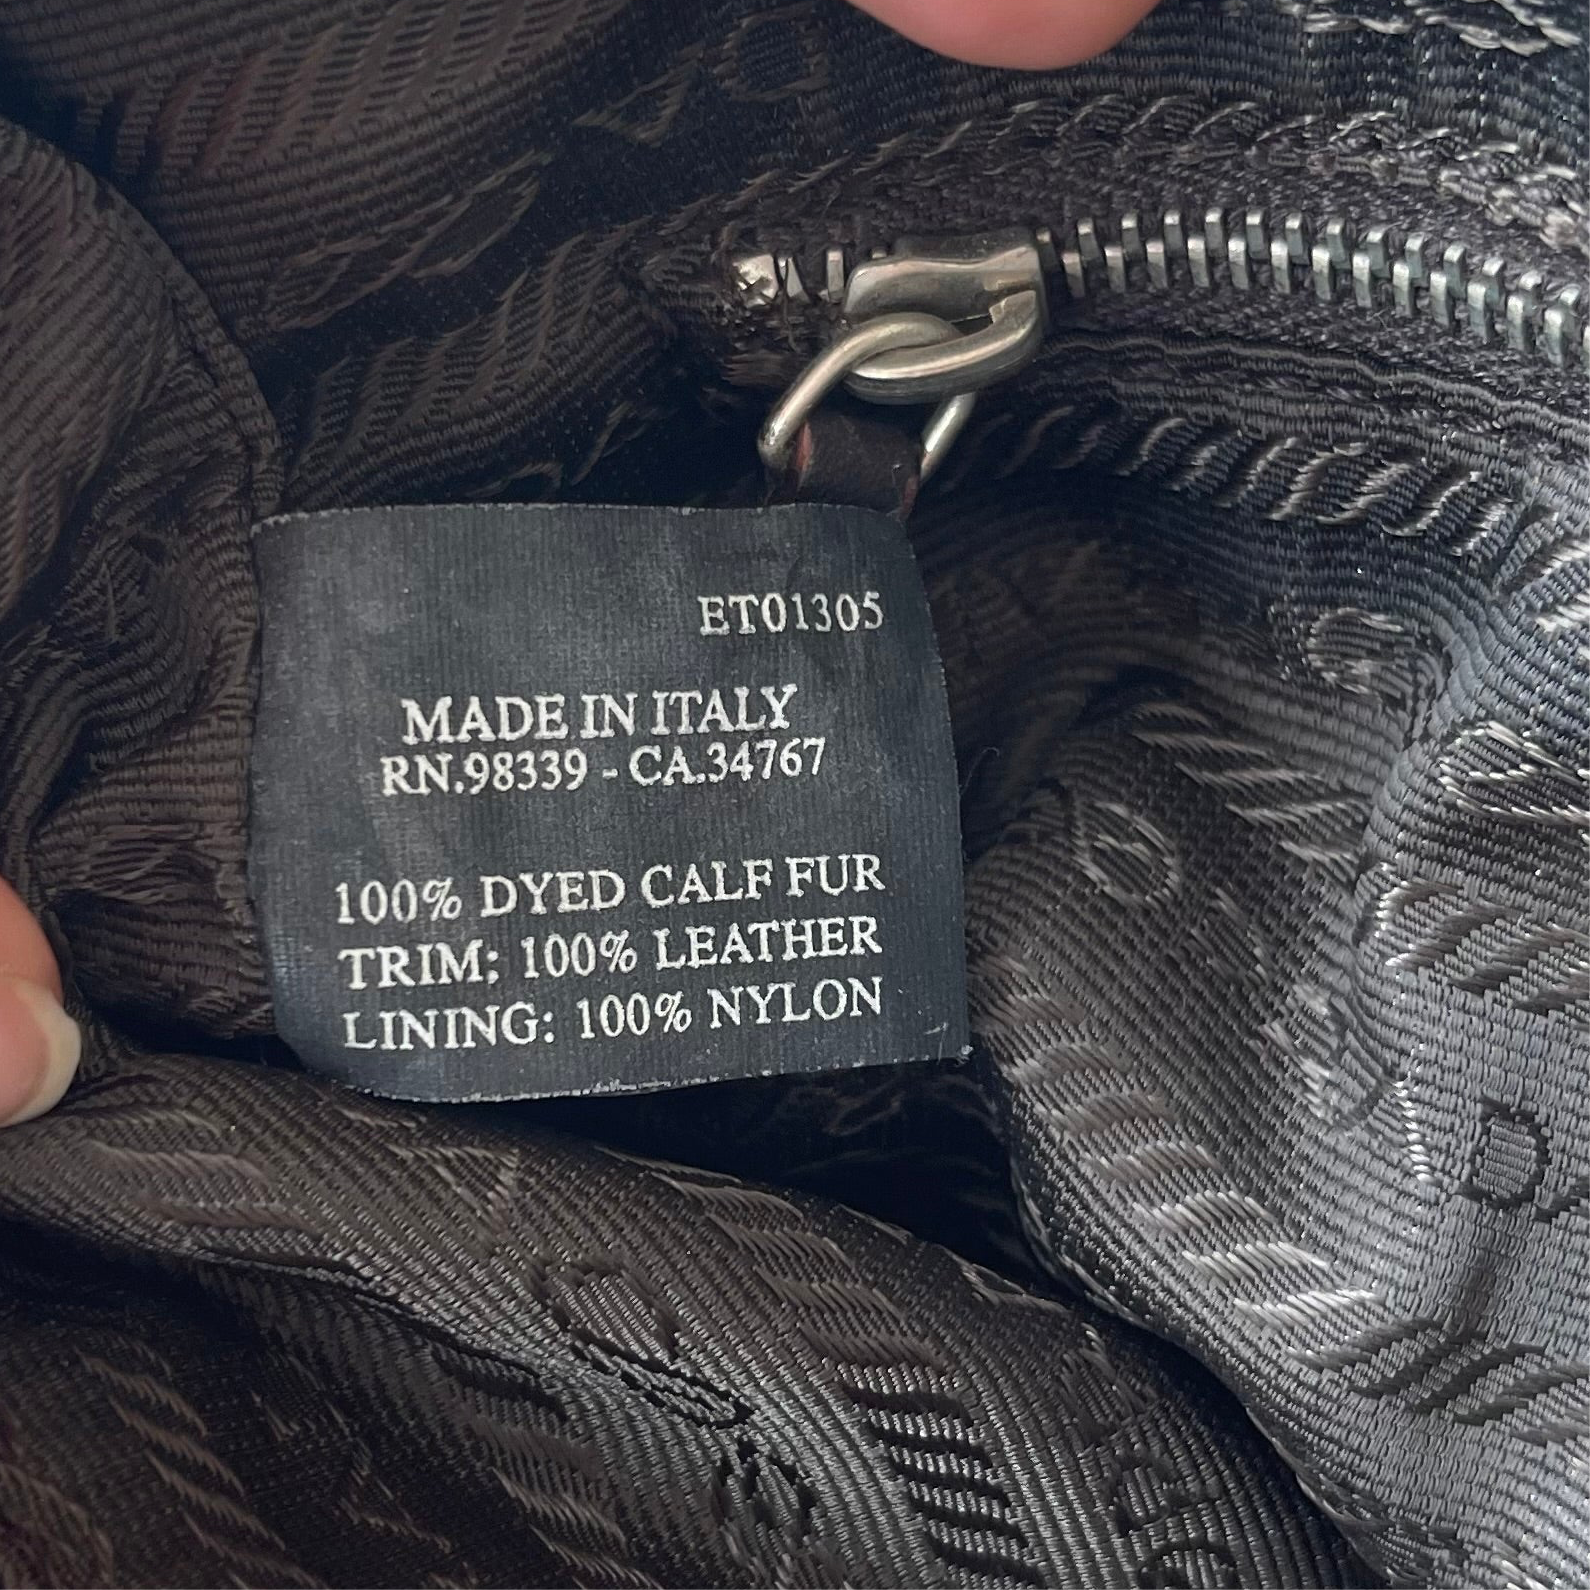 ET01305
MADE IN ITALY
RN.98339 - CA.34767
100% DYED CALF FUR
TRIM; 100% LEATHER
LINING: 100% NYLON